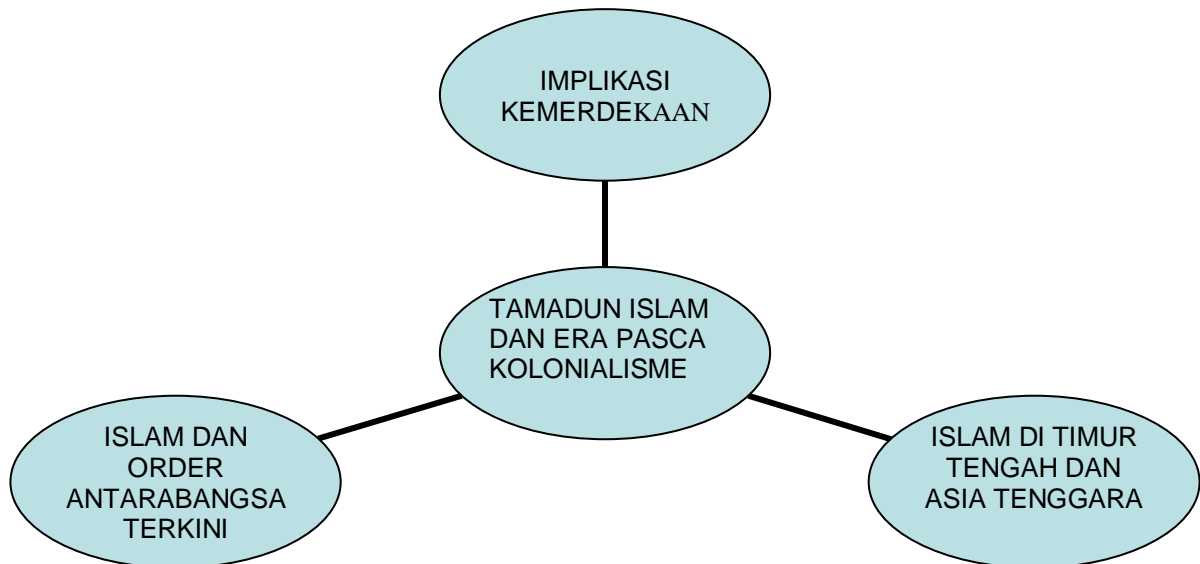 IMPLIKASI
KEMERDEKAAN
TAMADUN ISLAM
DAN ERA PASCA
KOLONIALISME
ISLAM DAN
ORDER
ANTARABANGSA
TERKINI
ISLAM DI TIMUR
TENGAH DAN
ASIA TENGGARA